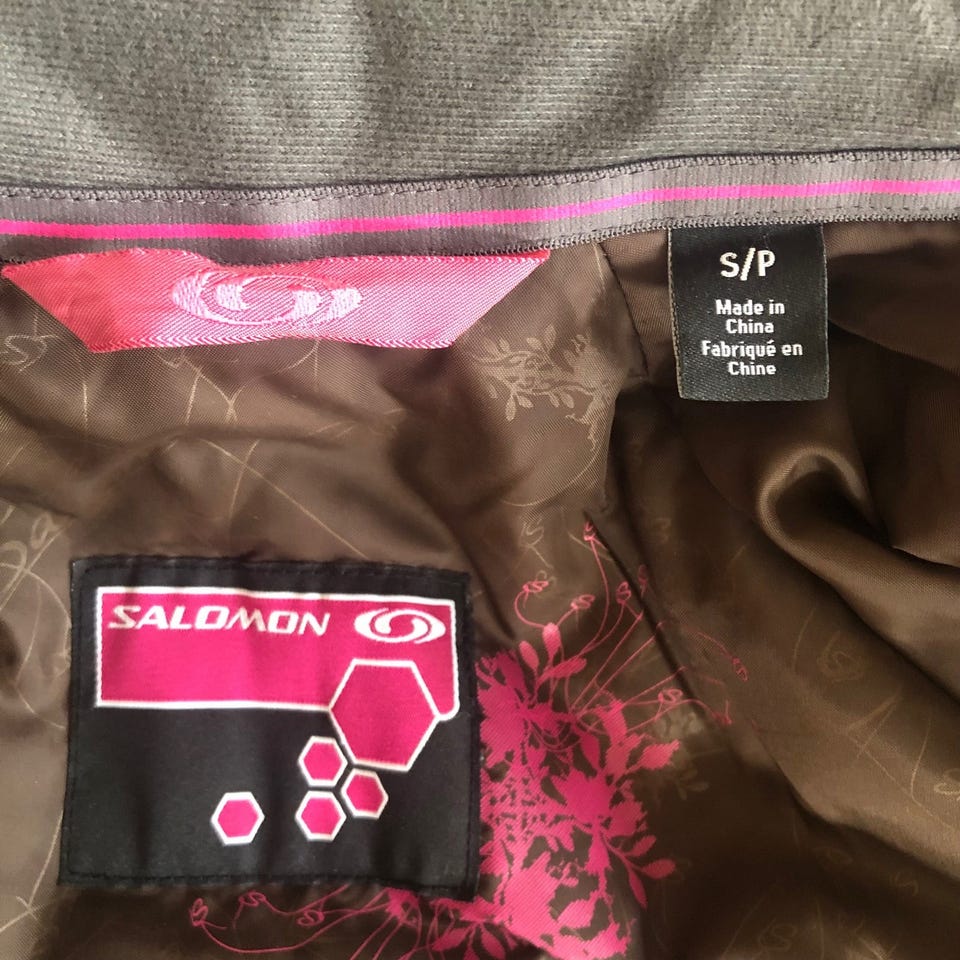 S/P
Made in
China
Fabriqué en
Chine
SALOMON